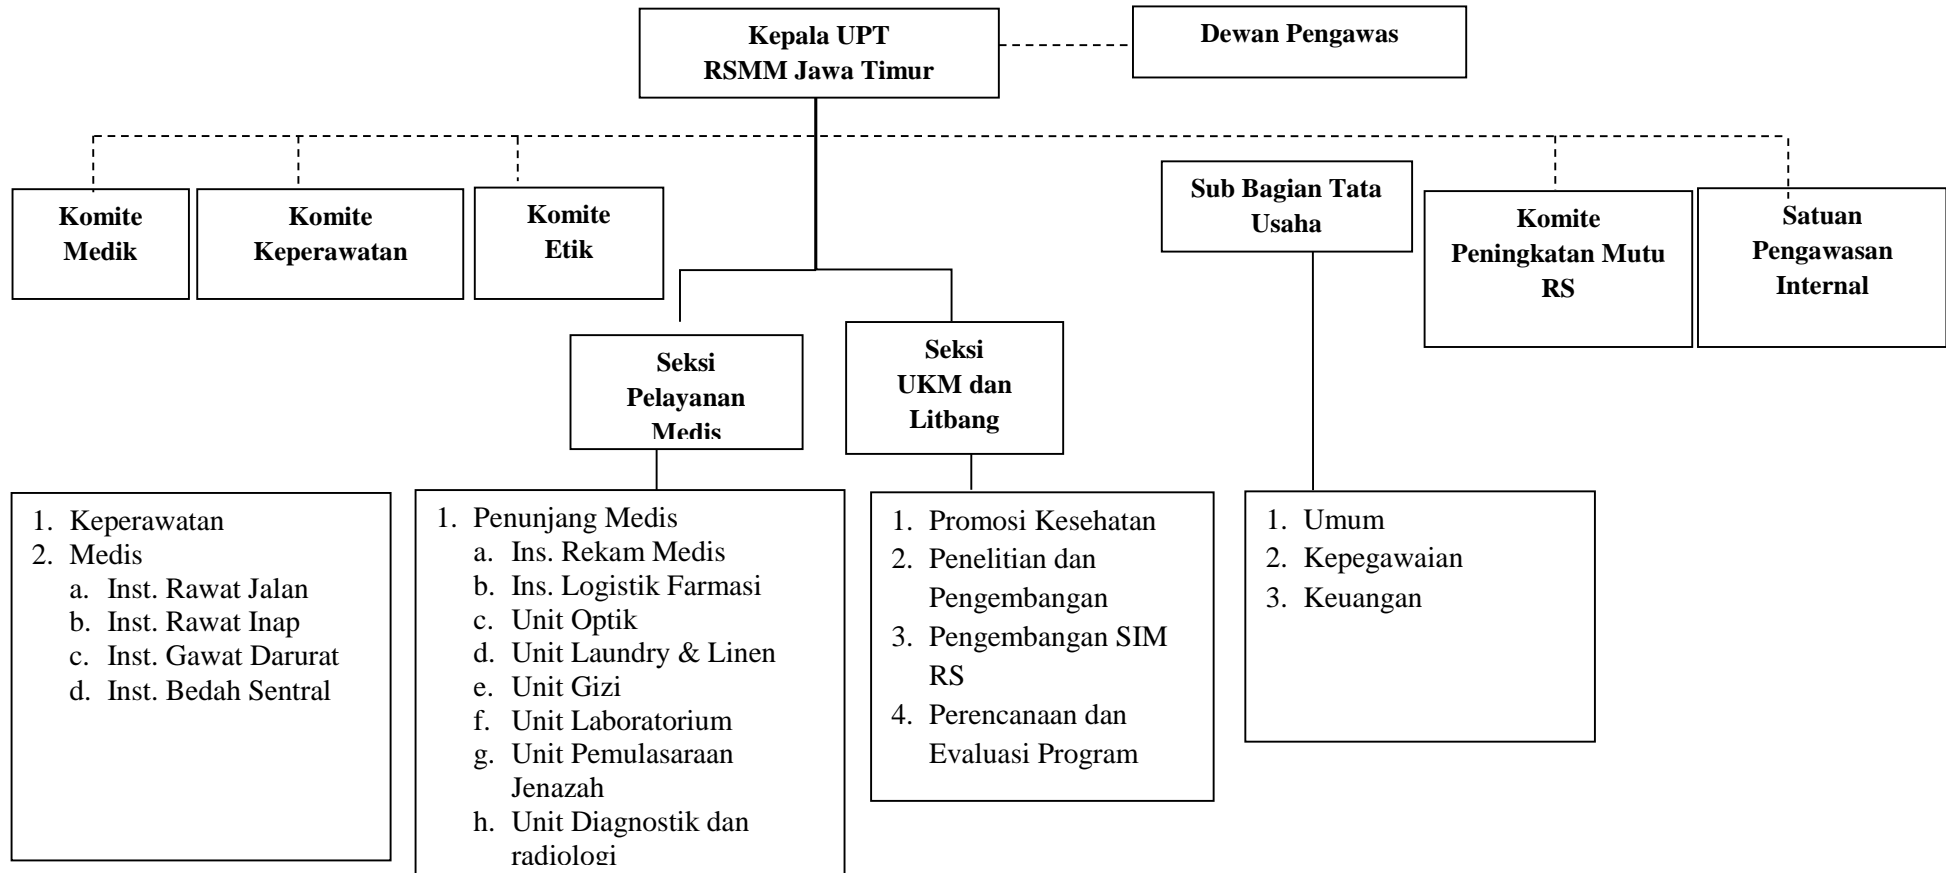 Kepala UPT
RSMM Jawa Timur
Dewan Pengawas
Komite
Medik
Komite
Keperawatan
Komite
Etik
Sub Bagian Tata
Usaha
Komite
Peningkatan Mutu
RS
Satuan
Pengawasan
Internal
Seksi
Pelayanan
Medis
Seksi
UKM dan
Litbang
1. Keperawatan
2. Medis
a. Inst. Rawat Jalan
b. Inst. Rawat Inap
c. Inst. Gawat Darurat
d. Inst. Bedah Sentral
1. Penunjang Medis
a. Ins. Rekam Medis
b. Ins. Logistik Farmasi
c. Unit Optik
d. Unit Laundry & Linen
e. Unit Gizi
f. Unit Laboratorium
g. Unit Pemulasaraan
Jenazah
h. Unit Diagnostik dan
radiologi
1. Promosi Kesehatan
2. Penelitian dan
Pengembangan
3. Pengembangan SIM
RS
4. Perencanaan dan
Evaluasi Program
1. Umum
2. Kepegawaian
3. Keuangan